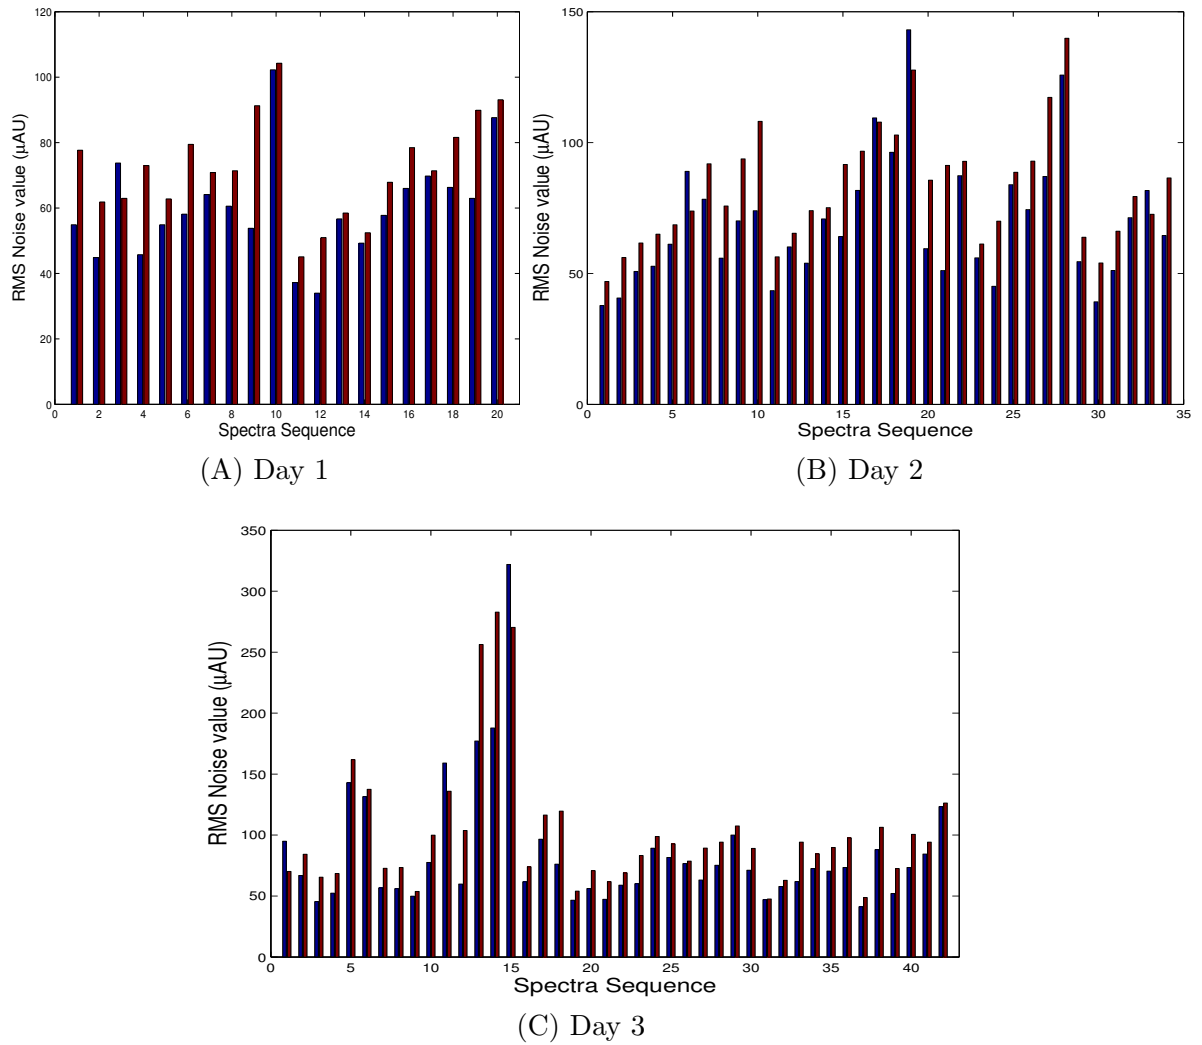 120
100
80
60
40
20
0
RMS Noise value (µAU)
0 2 4 6 8 10 12 14 16 18 20
Spectra Sequence
(A) Day 1
150
100
50
0
RMS Noise value (µAU)
0 5 10 15 20 25 30 35
Spectra Sequence
(B) Day 2
350
300
250
200
150
100
50
0
RMS Noise value (µAU)
0 5 10 15 20 25 30 35 40
Spectra Sequence
(C) Day 3